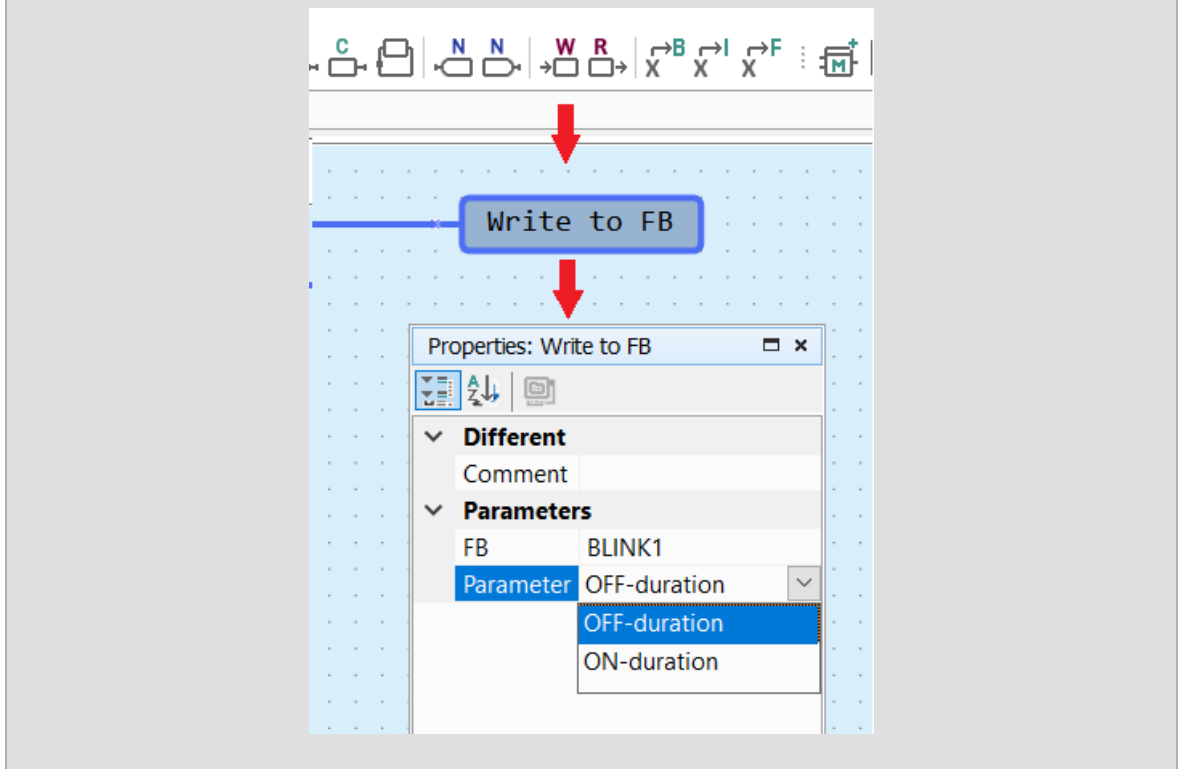 C N N W R B I F M
X X X
Write to FB
Properties: Write to FB
A
Z
Different
Comment
Parameters
FB BLINK1
Parameter OFF-duration
OFF-duration
ON-duration